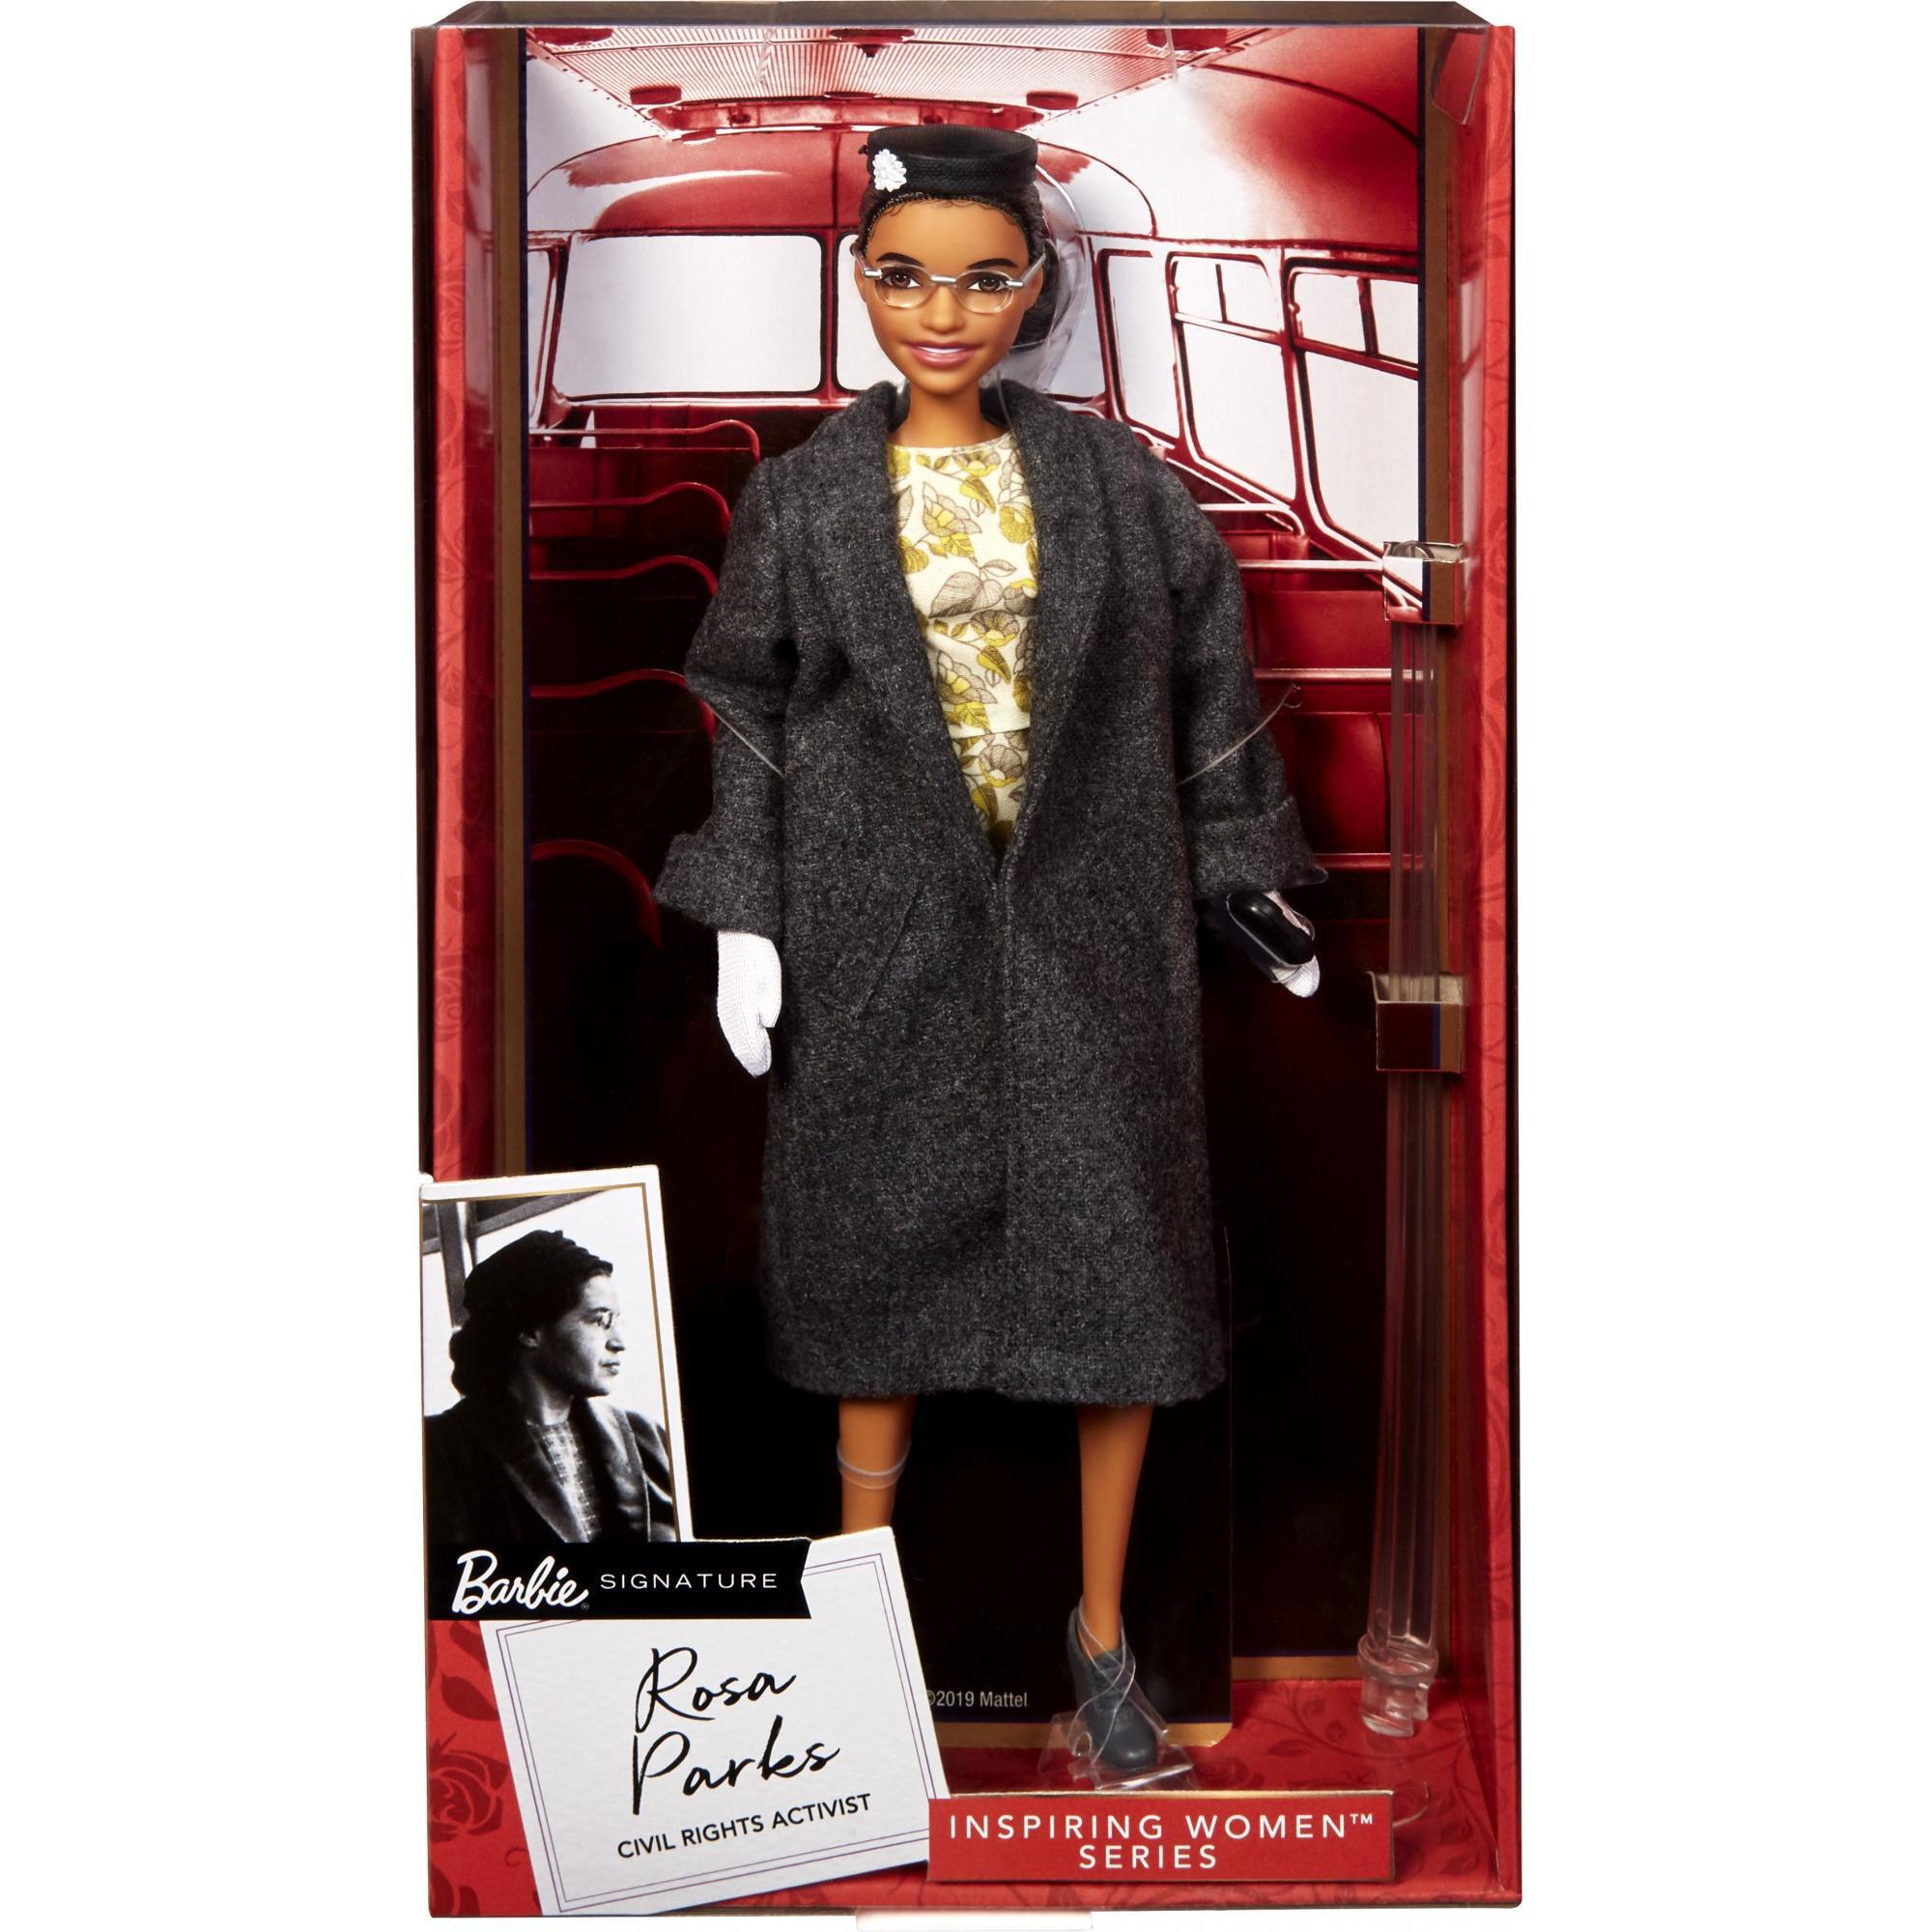 Barbie SIGNATURE
Rosa
Parks
CIVIL RIGHTS ACTIVIST
©2019 Mattel
INSPIRING WOMEN™
SERIES